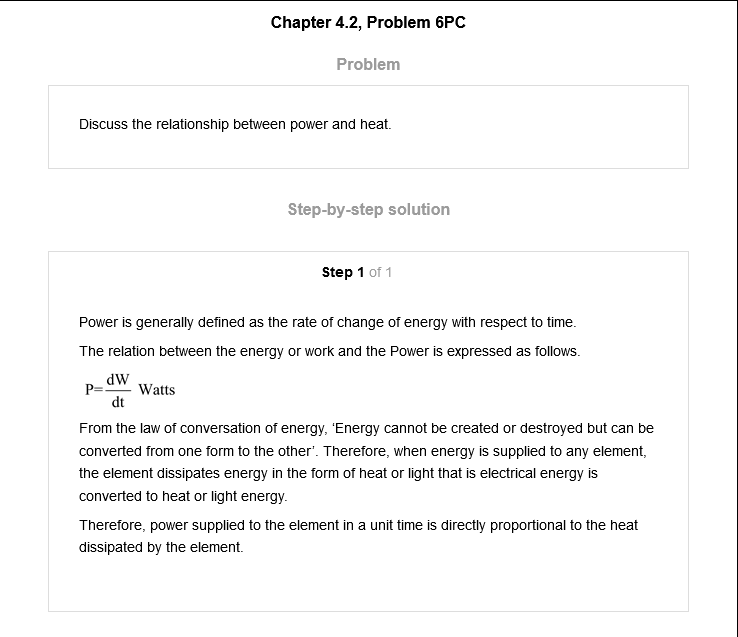 Chapter 4.2, Problem 6PC
Problem
Discuss the relationship between power and heat.
Step-by-step solution
Step 1 of 1
Power is generally defined as the rate of change of energy with respect to time.
The relation between the energy or work and the Power is expressed as follows.
P=dW/dt Watts
From the law of conversation of energy, ‘Energy cannot be created or destroyed but can be
converted from one form to the other’. Therefore, when energy is supplied to any element,
the element dissipates energy in the form of heat or light that is electrical energy is
converted to heat or light energy.
Therefore, power supplied to the element in a unit time is directly proportional to the heat
dissipated by the element.